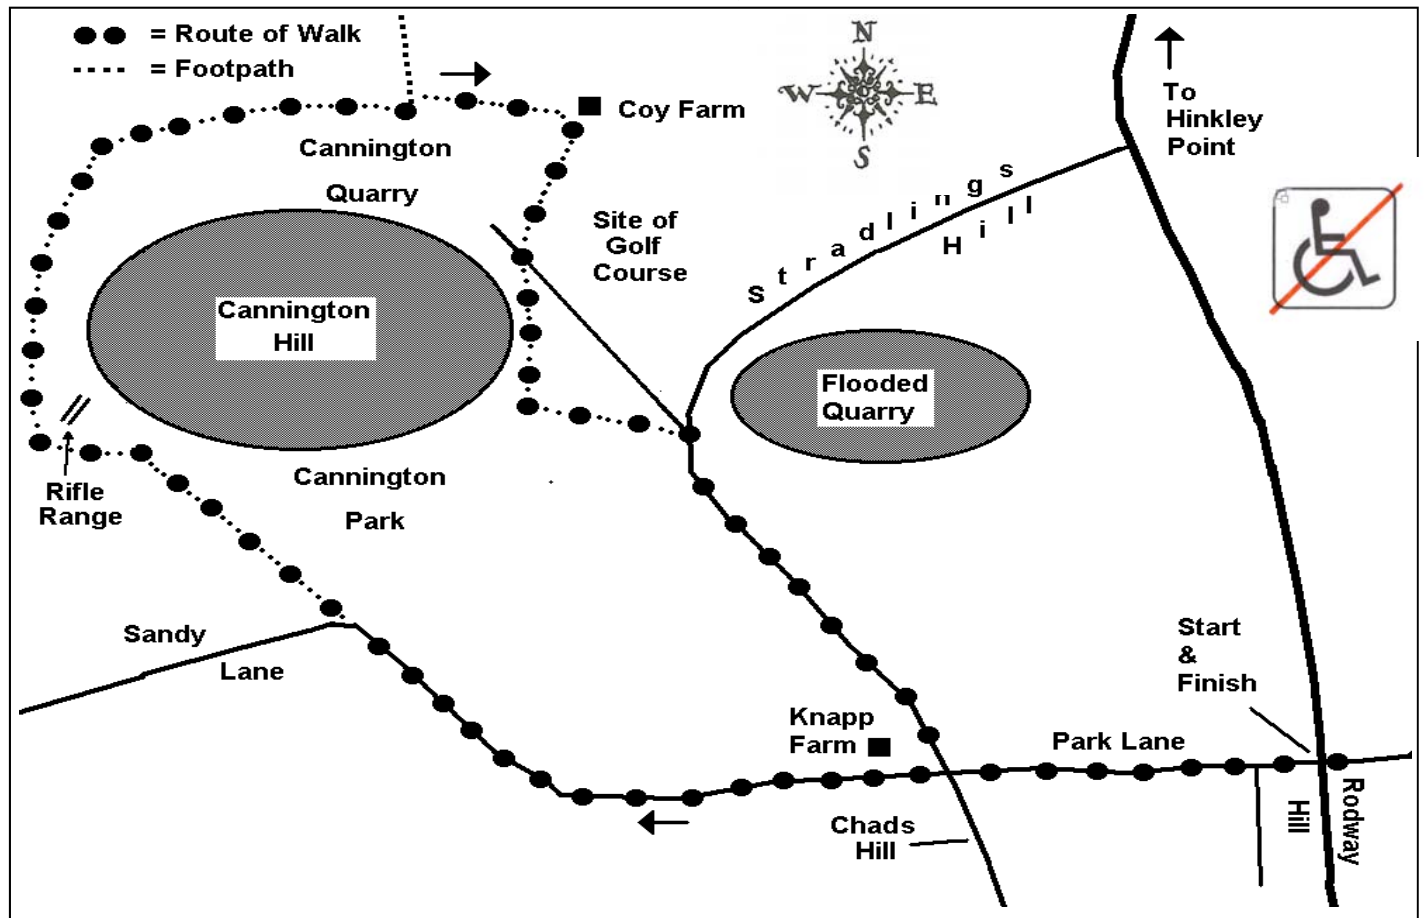 = Route of Walk
= Footpath
N
W E
S
To
Hinkley
Point
Coy Farm
Cannington
Quarry
Site of
Golf
Course
Stradlings
Hill
Cannington
Hill
Flooded
Quarry
Rifle
Range
Cannington
Park
Sandy
Lane
Start
&
Finish
Knapp
Farm
Park Lane
Chads
Hill
Hill
Rodway